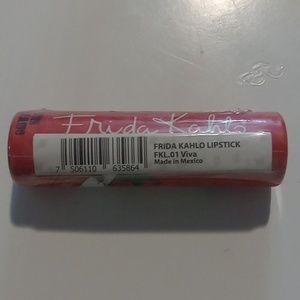 Frida Kahlo
FRIDA KAHLO LIPSTICK
FKL.01 Viva
Made in Mexico
7 506110 635864